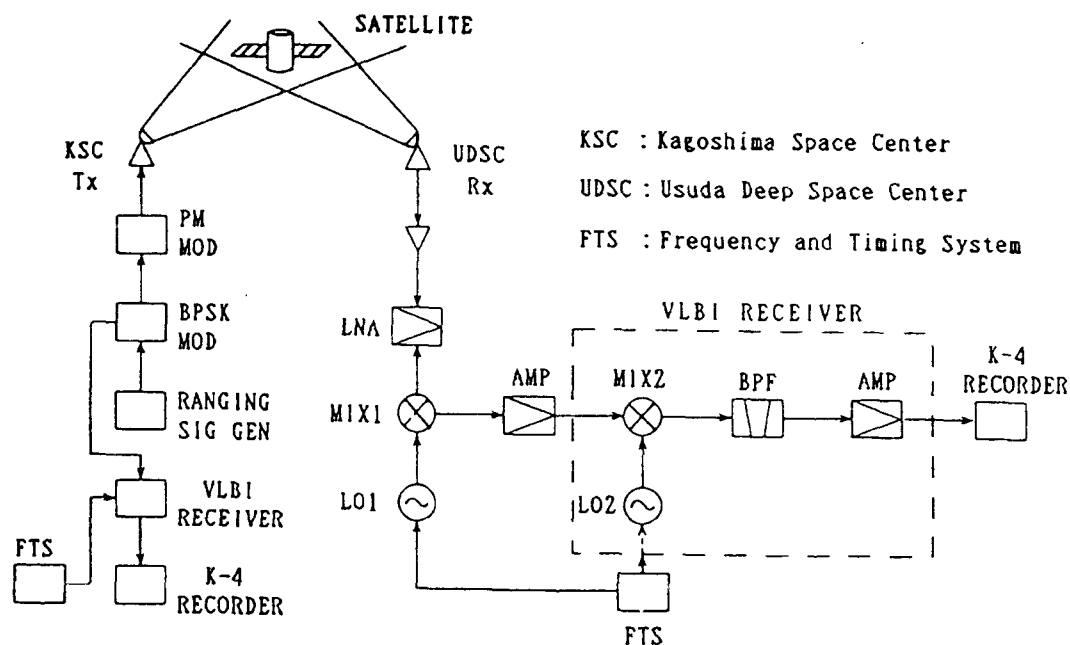 SATELLITE
KSC
Tx
UDSC
Rx
KSC : Kagoshima Space Center
UDSC : Usuda Deep Space Center
FTS : Frequency and Timing System
PM
MOD
BPSK
MOD
RANGING
SIG GEN
VLBI
RECEIVER
FTS
K-4
RECORDER
LNA
MIX1
AMP
LO1
VLBI RECEIVER
MIX2
BPF
AMP
LO2
K-4
RECORDER
FTS